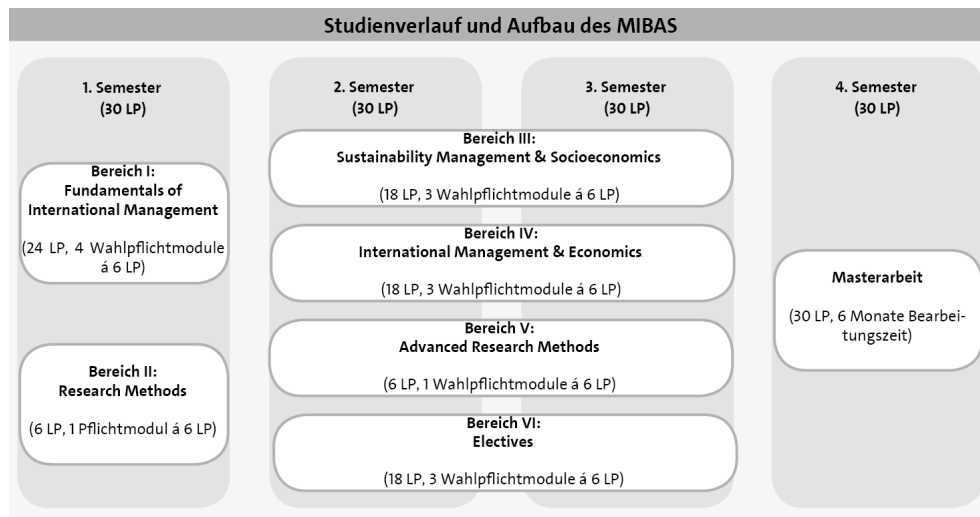 Studienverlauf und Aufbau des MIBAS
1. Semester
(30 LP)
Bereich I:
Fundamentals of
International Management
(24 LP, 4 Wahlpflichtmodule
á 6 LP)
Bereich II:
Research Methods
(6 LP, 1 Pflichtmodul á 6 LP)
2. Semester
(30 LP)
3. Semester
(30 LP)
Bereich III:
Sustainability Management & Socioeconomics
(18 LP, 3 Wahlpflichtmodule á 6 LP)
Bereich IV:
International Management & Economics
(18 LP, 3 Wahlpflichtmodule á 6 LP)
Bereich V:
Advanced Research Methods
(6 LP, 1 Wahlpflichtmodule á 6 LP)
Bereich VI:
Electives
(18 LP, 3 Wahlpflichtmodule á 6 LP)
4. Semester
(30 LP)
Masterarbeit
(30 LP, 6 Monate Bearbei-
tungszeit)